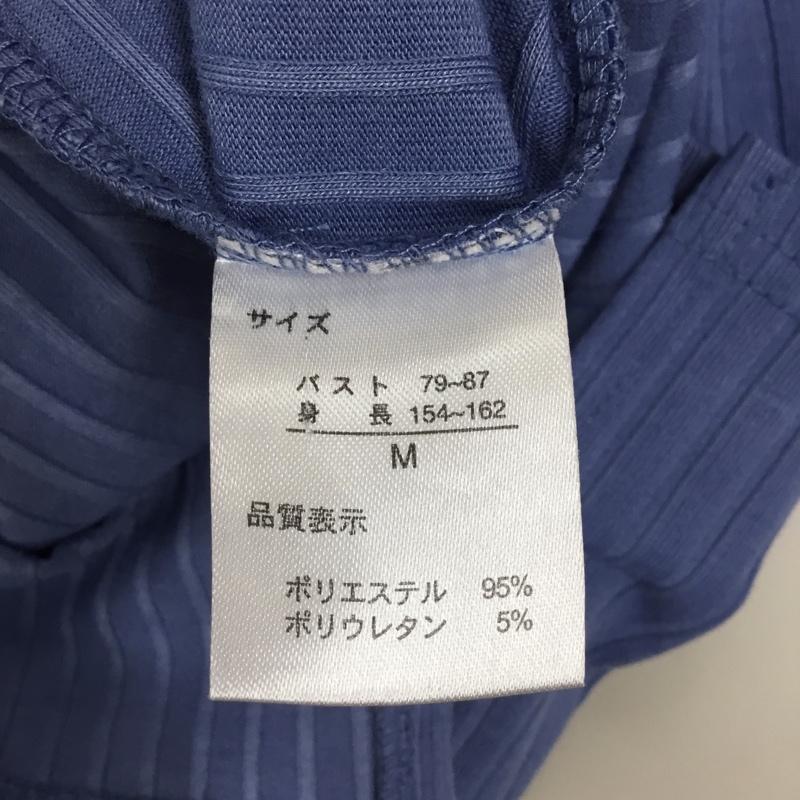 サイズ
バスト 79~87
身長 154~162
M
品質表示
ポリエステル 95%
ポリウレタン 5%